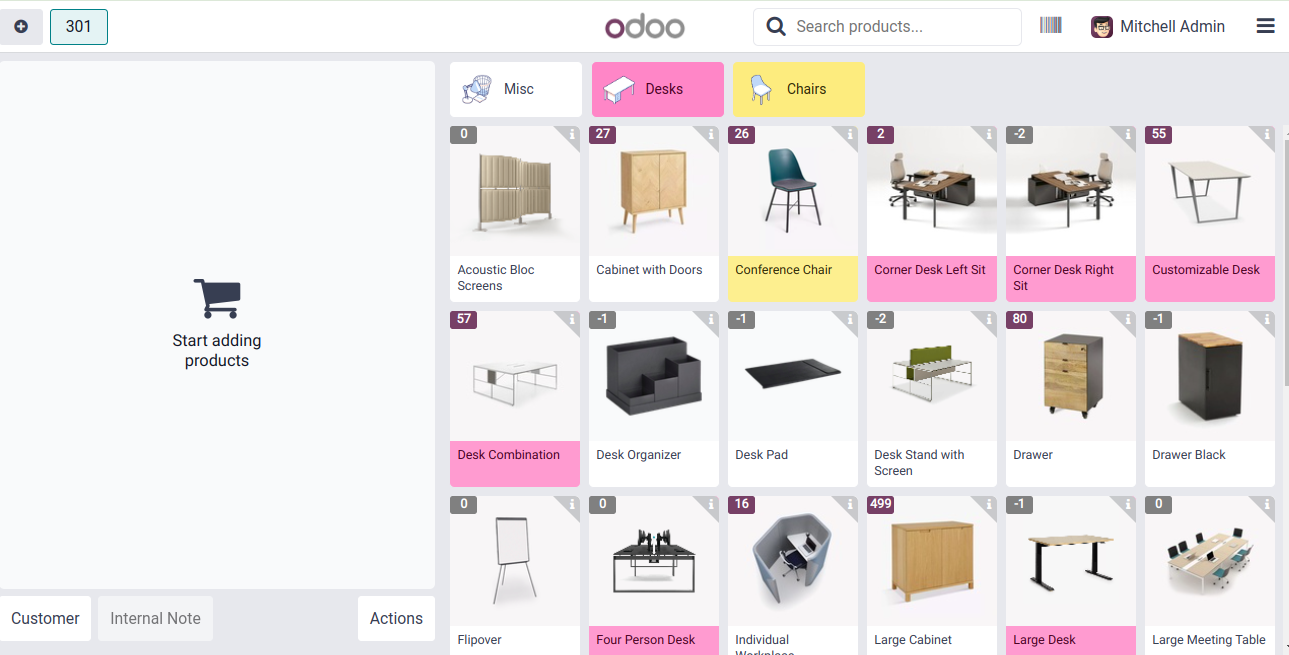 301
odoo
Search products...
Mitchell Admin
Misc
Desks
Chairs
0
27
26
2
-2
55
Acoustic Bloc
Screens
Cabinet with Doors
Conference Chair
Corner Desk Left Sit
Corner Desk Right
Sit
Customizable Desk
57
-1
-1
-2
80
-1
Desk Combination
Desk Organizer
Desk Pad
Desk Stand with
Screen
Drawer
Drawer Black
0
0
16
499
-1
0
Flipover
Four Person Desk
Individual
Workplace
Large Cabinet
Large Desk
Large Meeting Table
Start adding
products
Customer
Internal Note
Actions